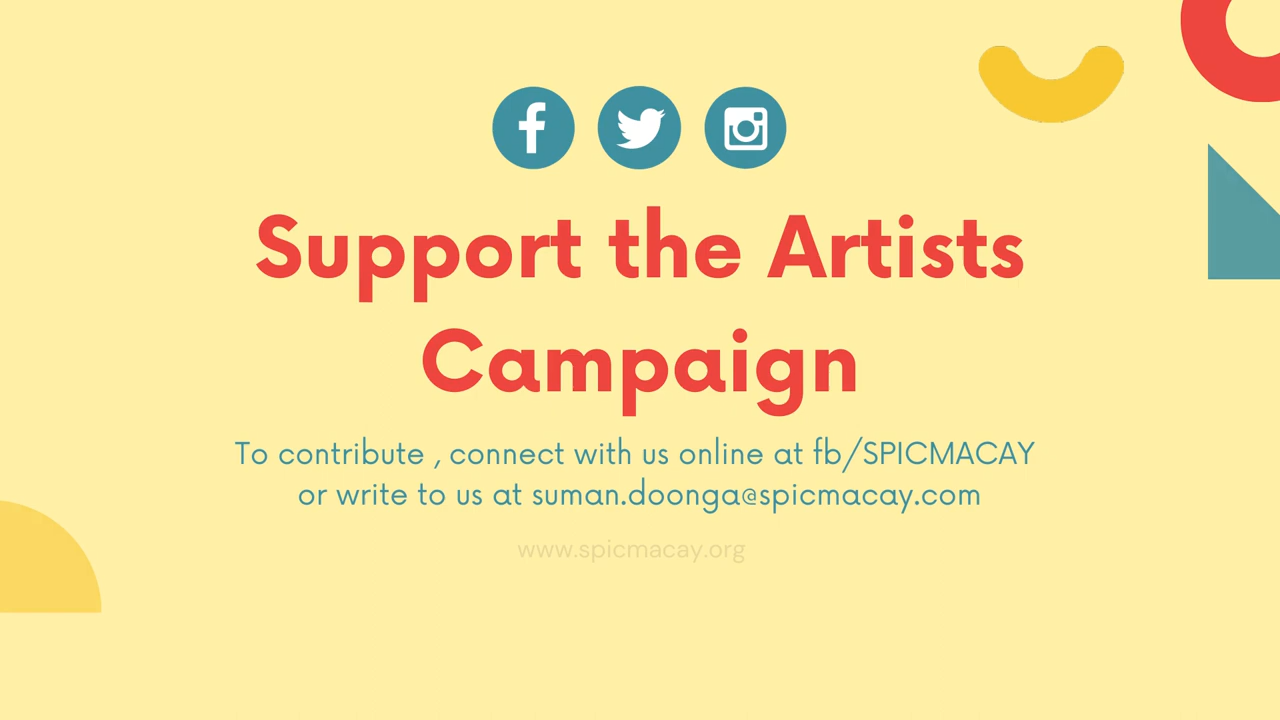 Support the Artists
Campaign
To contribute , connect with us online at fb/SPICMACAY
or write to us at suman.doonga@spicmacay.com
www.spicmacay.org